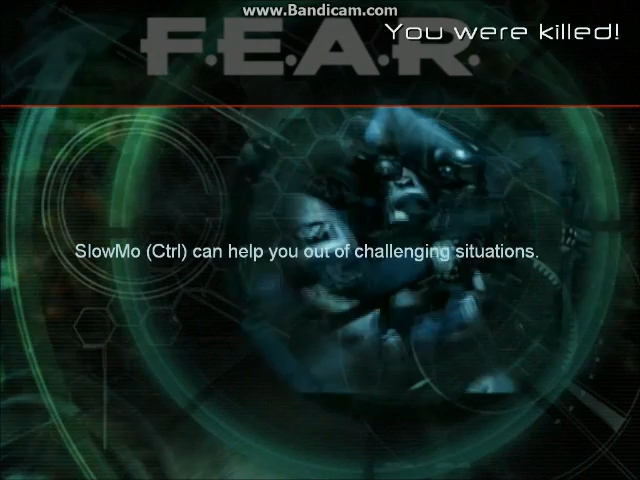 www.Bandicam.com
F.E.A.R.
You were killed!
SlowMo (Ctrl) can help you out of challenging situations.